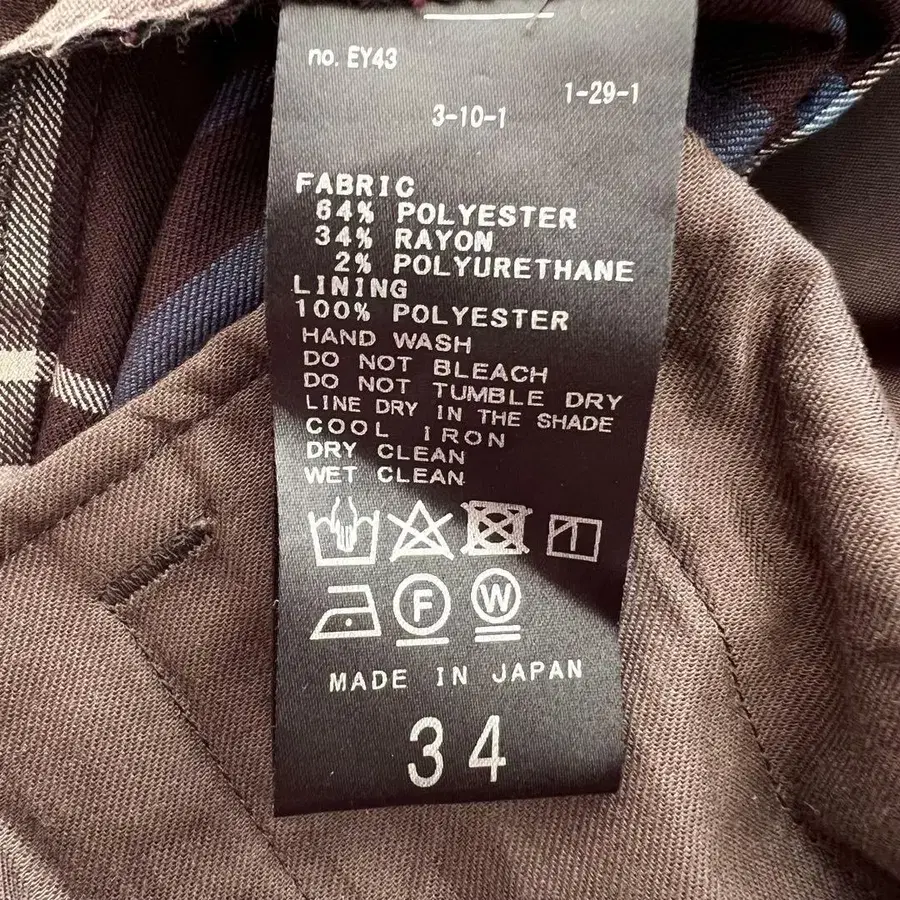 no. EY43
1-29-1
3-10-1
FABRIC
64% POLYESTER
34% RAYON
2% POLYURETHANE
LINING
100% POLYESTER
HAND WASH
DO NOT BLEACH
DO NOT TUMBLE DRY
LINE DRY IN THE SHADE
COOL IRON
DRY CLEAN
WET CLEAN
F W
MADE IN JAPAN
34